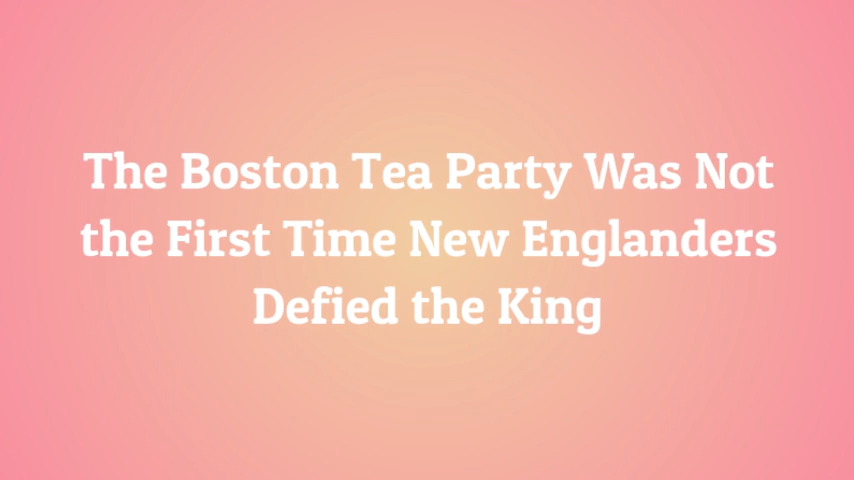 The Boston Tea Party Was Not
the First Time New Englanders
Defied the King